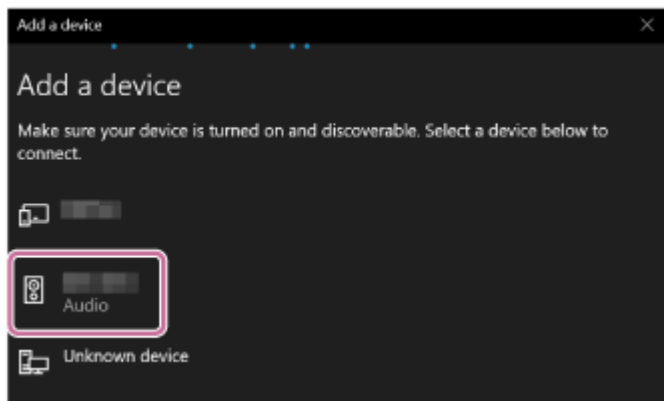 Add a device
Add a device
Make sure your device is turned on and discoverable. Select a device below to
connect.
Audio
Unknown device